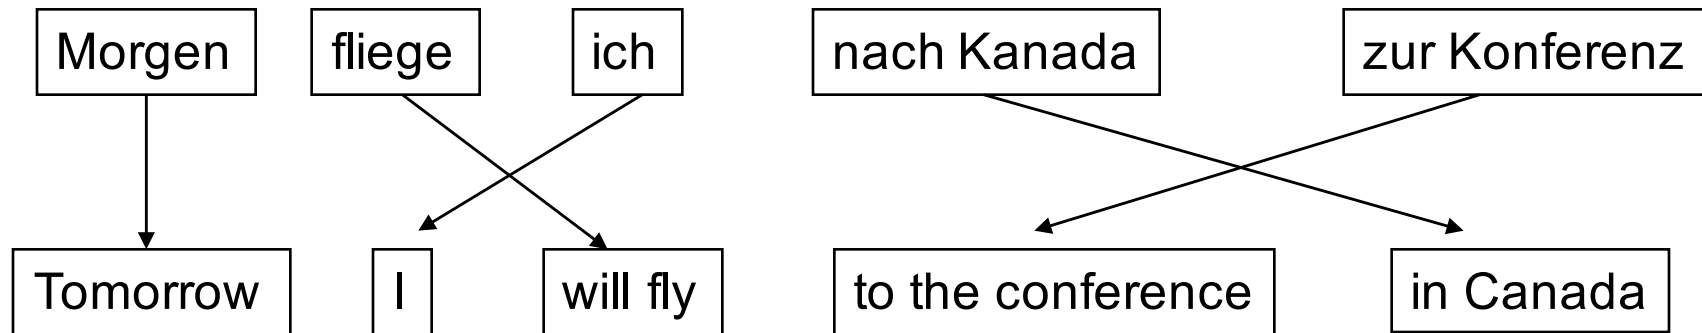 Morgen fliege ich nach Kanada zur Konferenz
Tomorrow I will fly to the conference in Canada